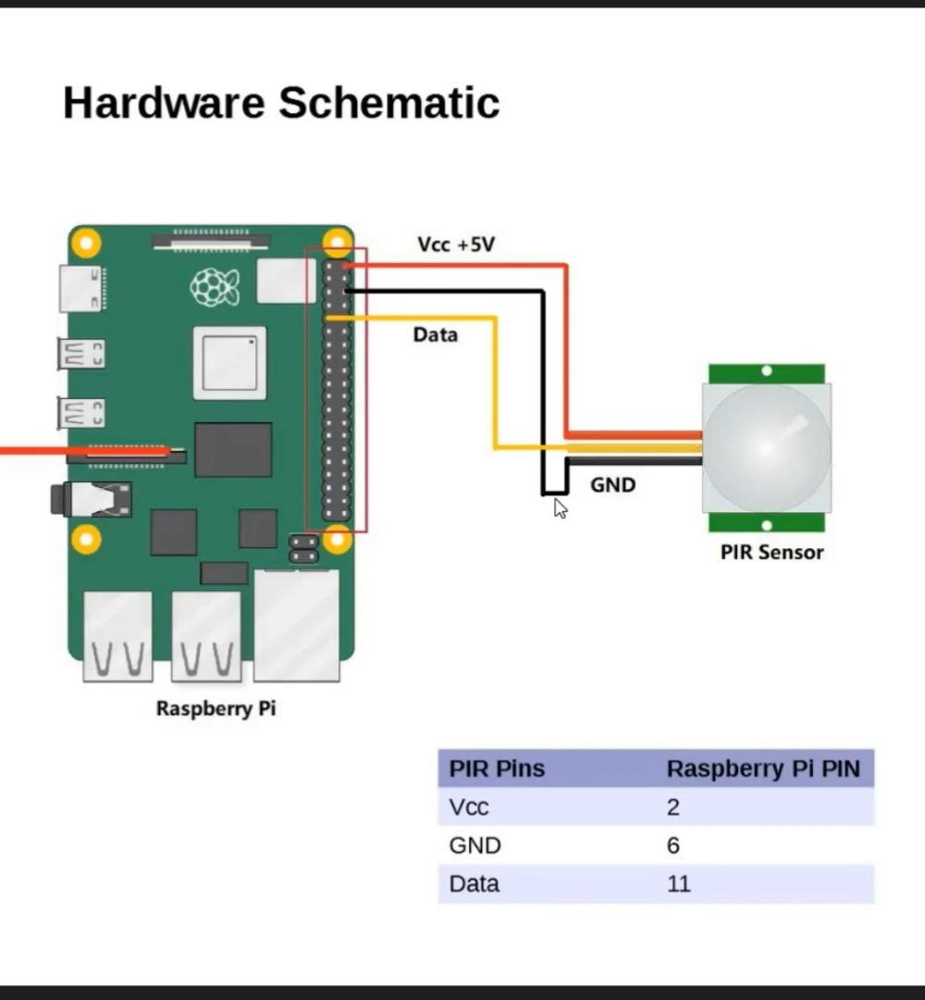 Hardware Schematic
Vcc +5V
Data
GND
PIR Sensor
Raspberry Pi
PIR Pins Raspberry Pi PIN
Vcc 2
GND 6
Data 11